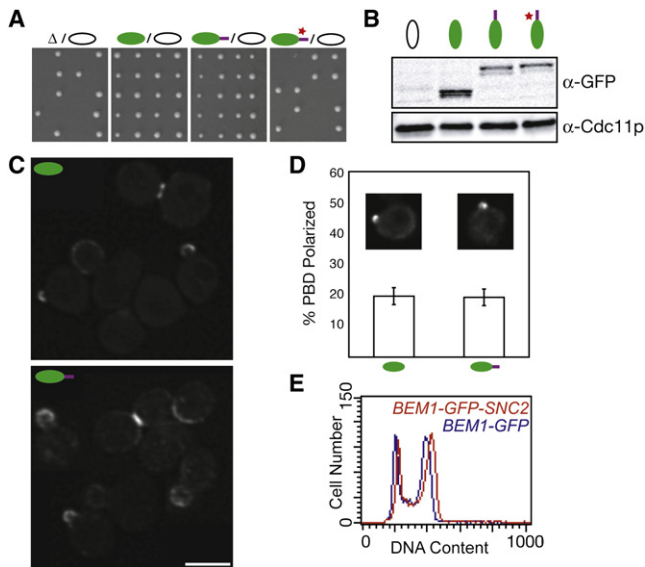 A
Δ / /  / /
α-GFP
α-Cdc11p
B
C
D
% PBD Polarized
60
50
40
30
20
10
E
BEM1-GFP-SNC2
BEM1-GFP
Cell Number
150
0
0 400 1000
DNA Content